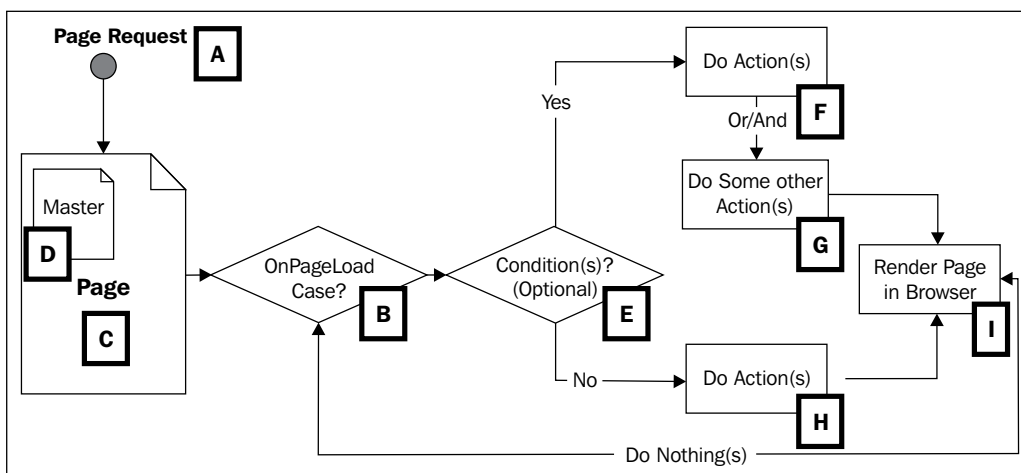 Page Request
A
Do Action(s)
F
Yes
Or/And
Master
D
Page
C
OnPageLoad
Case?
B
Condition(s)?
(Optional)
E
Do Some other
Action(s)
G
Render Page
in Browser
I
No
Do Action(s)
H
Do Nothing(s)